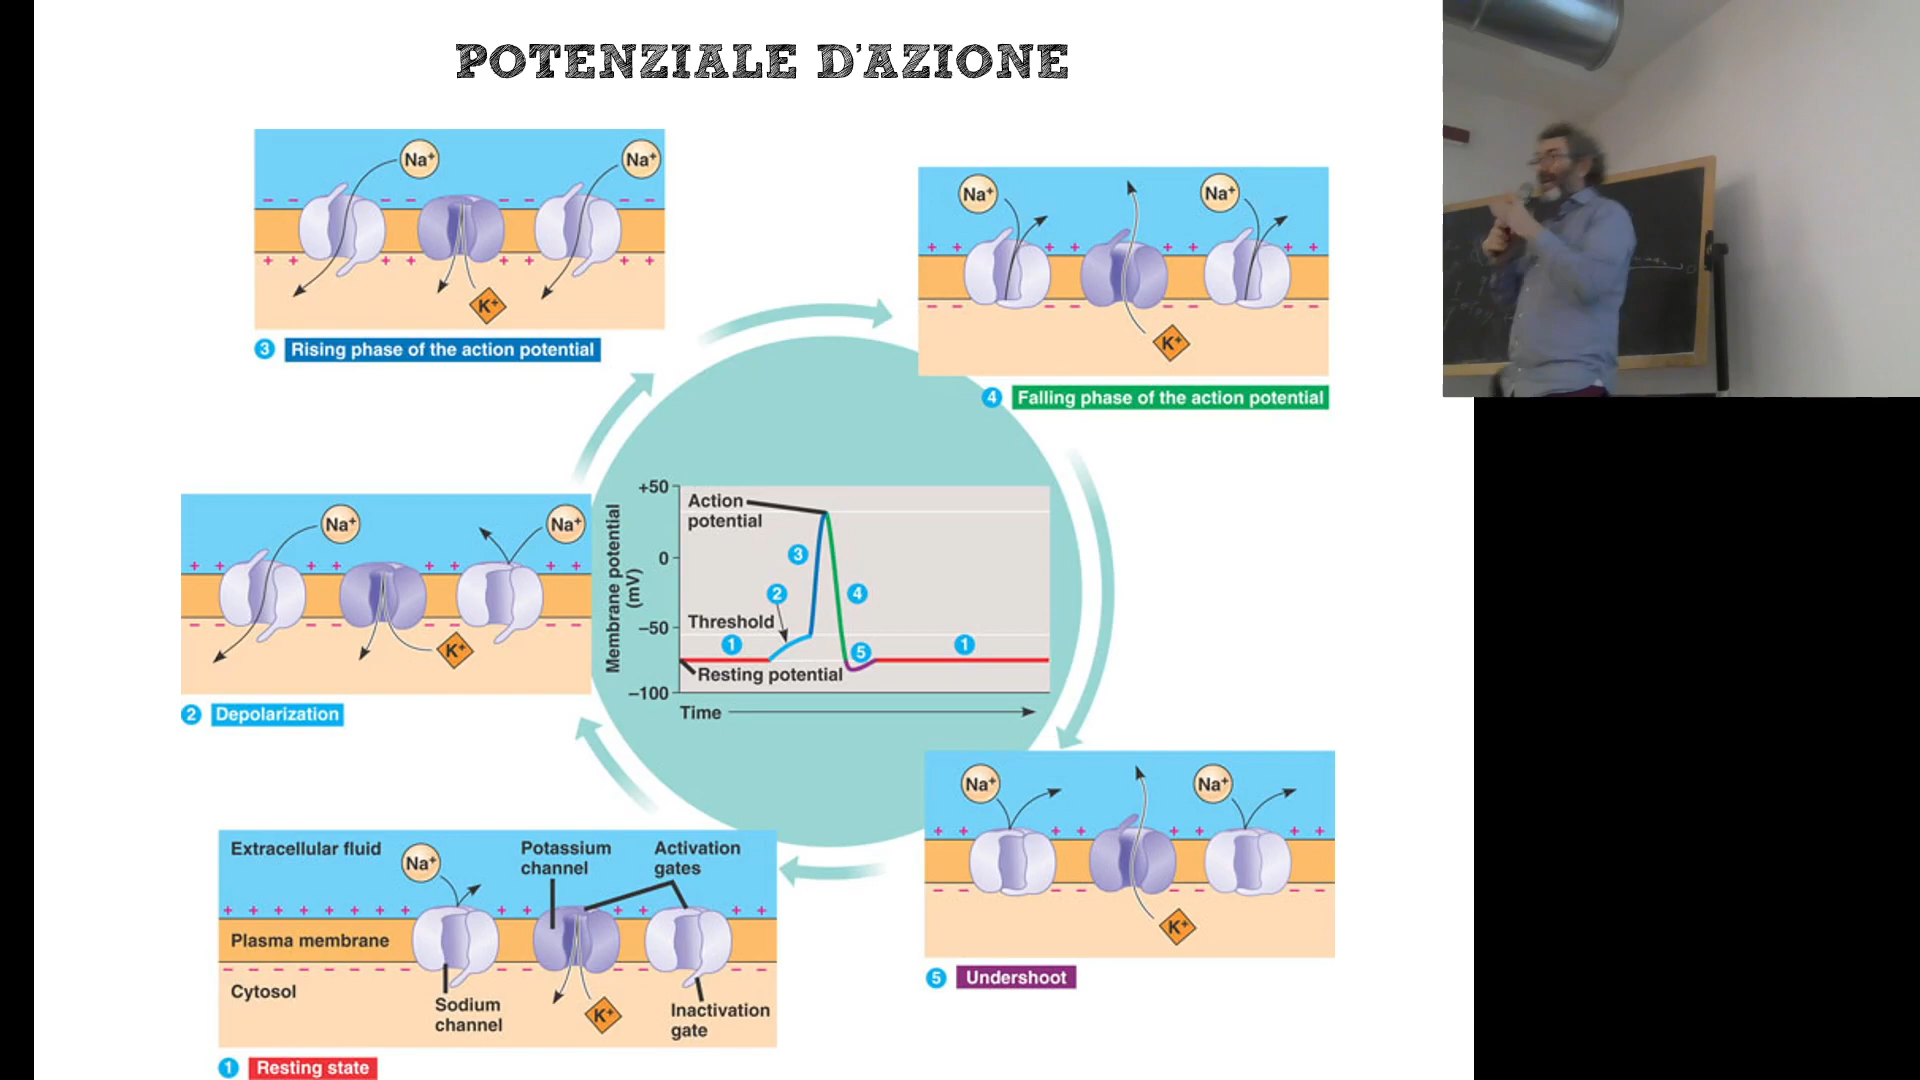 POTENZIALE D'AZIONE
Na⁺
Na⁺
K⁺
3 Rising phase of the action potential
Na⁺
Na⁺
K⁺
4 Falling phase of the action potential
Na⁺
Na⁺
K⁺
2 Depolarization
Membrane potential
(mV)
+50
0
–50
–100
Action
potential
3
2
4
Threshold
1
5
1
Resting potential
Time
Na⁺
Na⁺
K⁺
5 Undershoot
Extracellular fluid
Na⁺
Potassium
channel
Activation
gates
Plasma membrane
Cytosol
Sodium
channel
K⁺
Inactivation
gate
1 Resting state